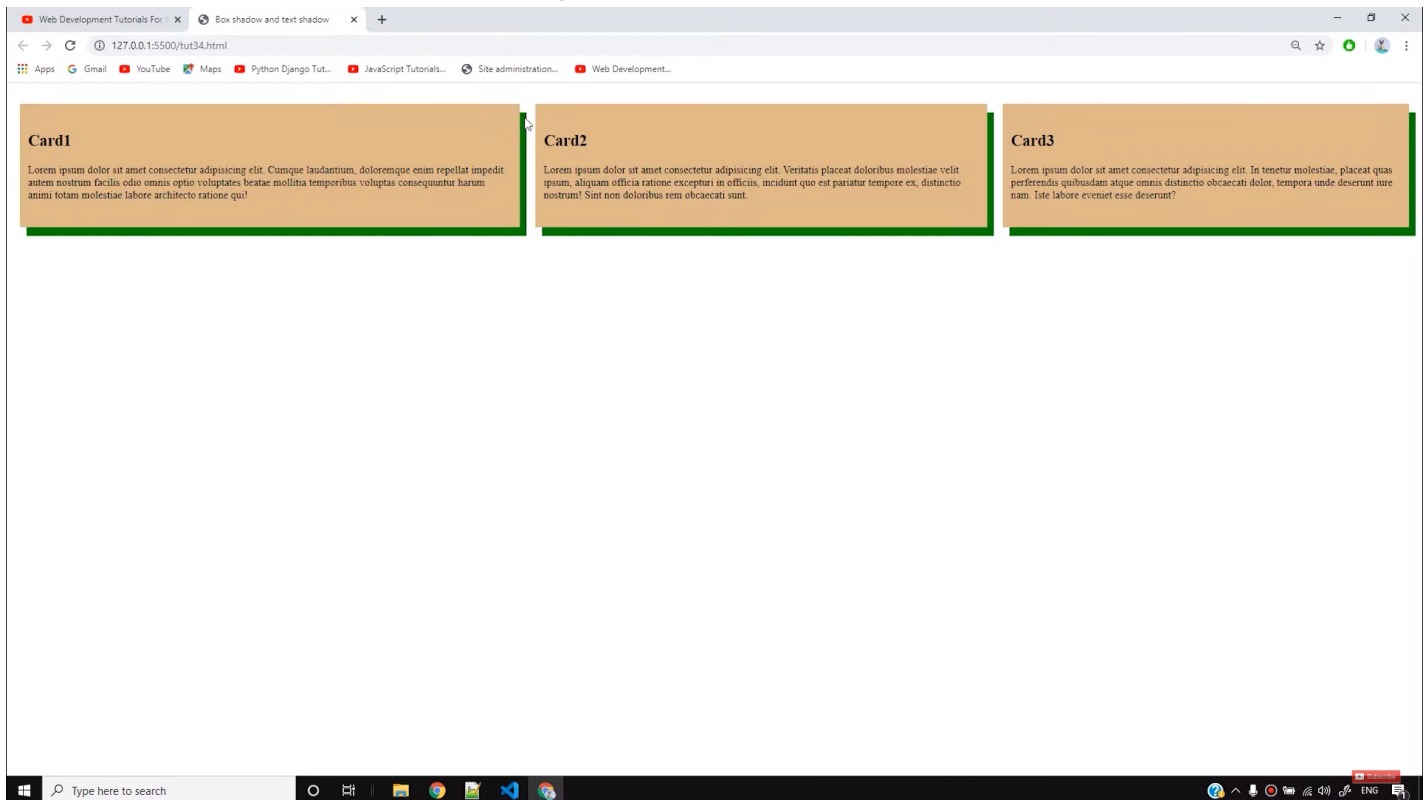 Web Development Tutorials For
Box shadow and text shadow
127.0.0.1:5500/tut34.html
Apps Gmail YouTube Maps Python Django Tut... JavaScript Tutorials... Site administration... Web Development...
Card1
Lorem ipsum dolor sit amet consectetur adipisicing elit. Cumque laudantium, doloremque enim repellat impedit
autem nostrum facilis odio omnis optio voluptates beatae mollitia temporibus voluptas consequuntur harum
animi totam molestiae labore architecto ratione qui!
Card2
Lorem ipsum dolor sit amet consectetur adipisicing elit. Veritatis placeat doloribus molestiae velit
ipsum, aliquam officia ratione excepturi in officiis, incidunt quo est pariatur tempore ex, distinctio
nostrum! Sint non doloribus rem obcaecati sunt.
Card3
Lorem ipsum dolor sit amet consectetur adipisicing elit. In tenetur molestiae, placeat quas
perferendis quibusdam atque omnis distinctio obcaecati dolor, tempora unde deserunt iure
nam. Iste labore eveniet esse deserunt?
Subscribe
Type here to search
ENG
1